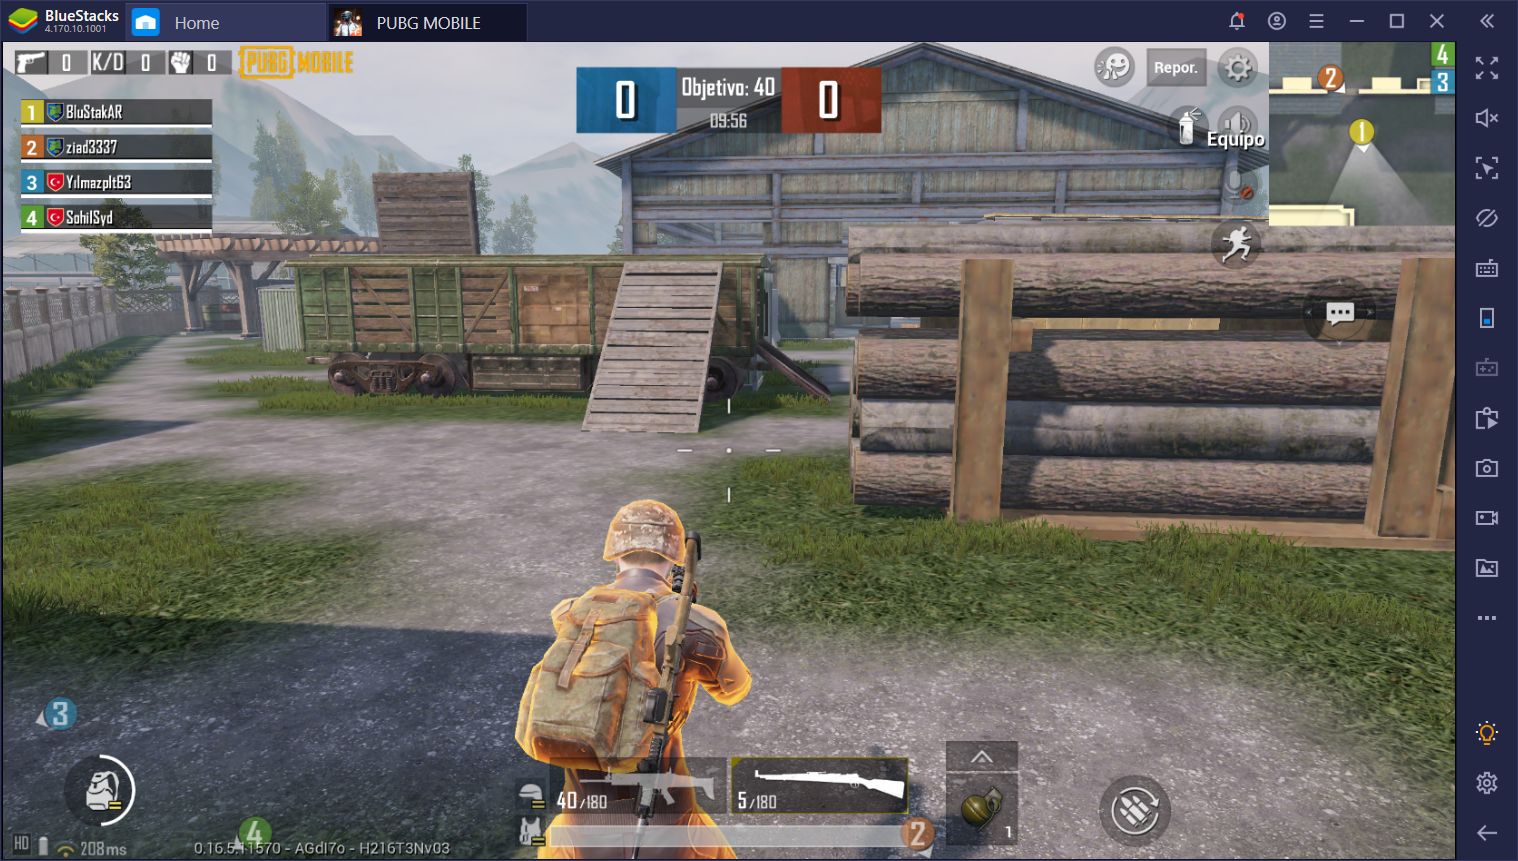 BlueStacks
4.170.10.1001
Home
PUBG MOBILE
0 K/D 0 0 PUBG MOBILE
1 BluStakAR
2 ziad3337
3 Yılmazplt63
4 SohilSyd
0 Objetivo: 40 0
09:56
Repor.
Equipo
4
3
2
1
3
4
2
40/180
5/180
1
HD 208ms
0.16.5.11570 - AGdI7o - H216T3Nv03